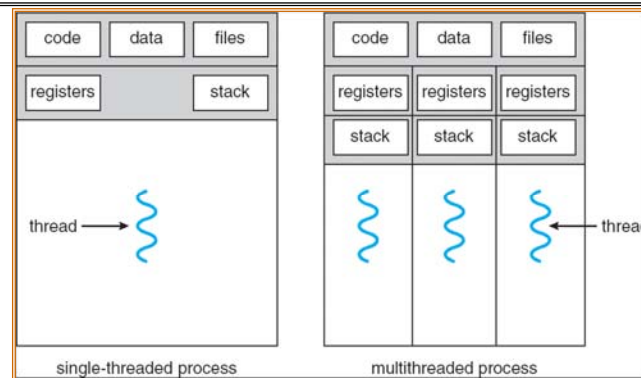 code data files code data files
registers stack registers registers registers
stack stack stack
thread threa
single-threaded process multithreaded process